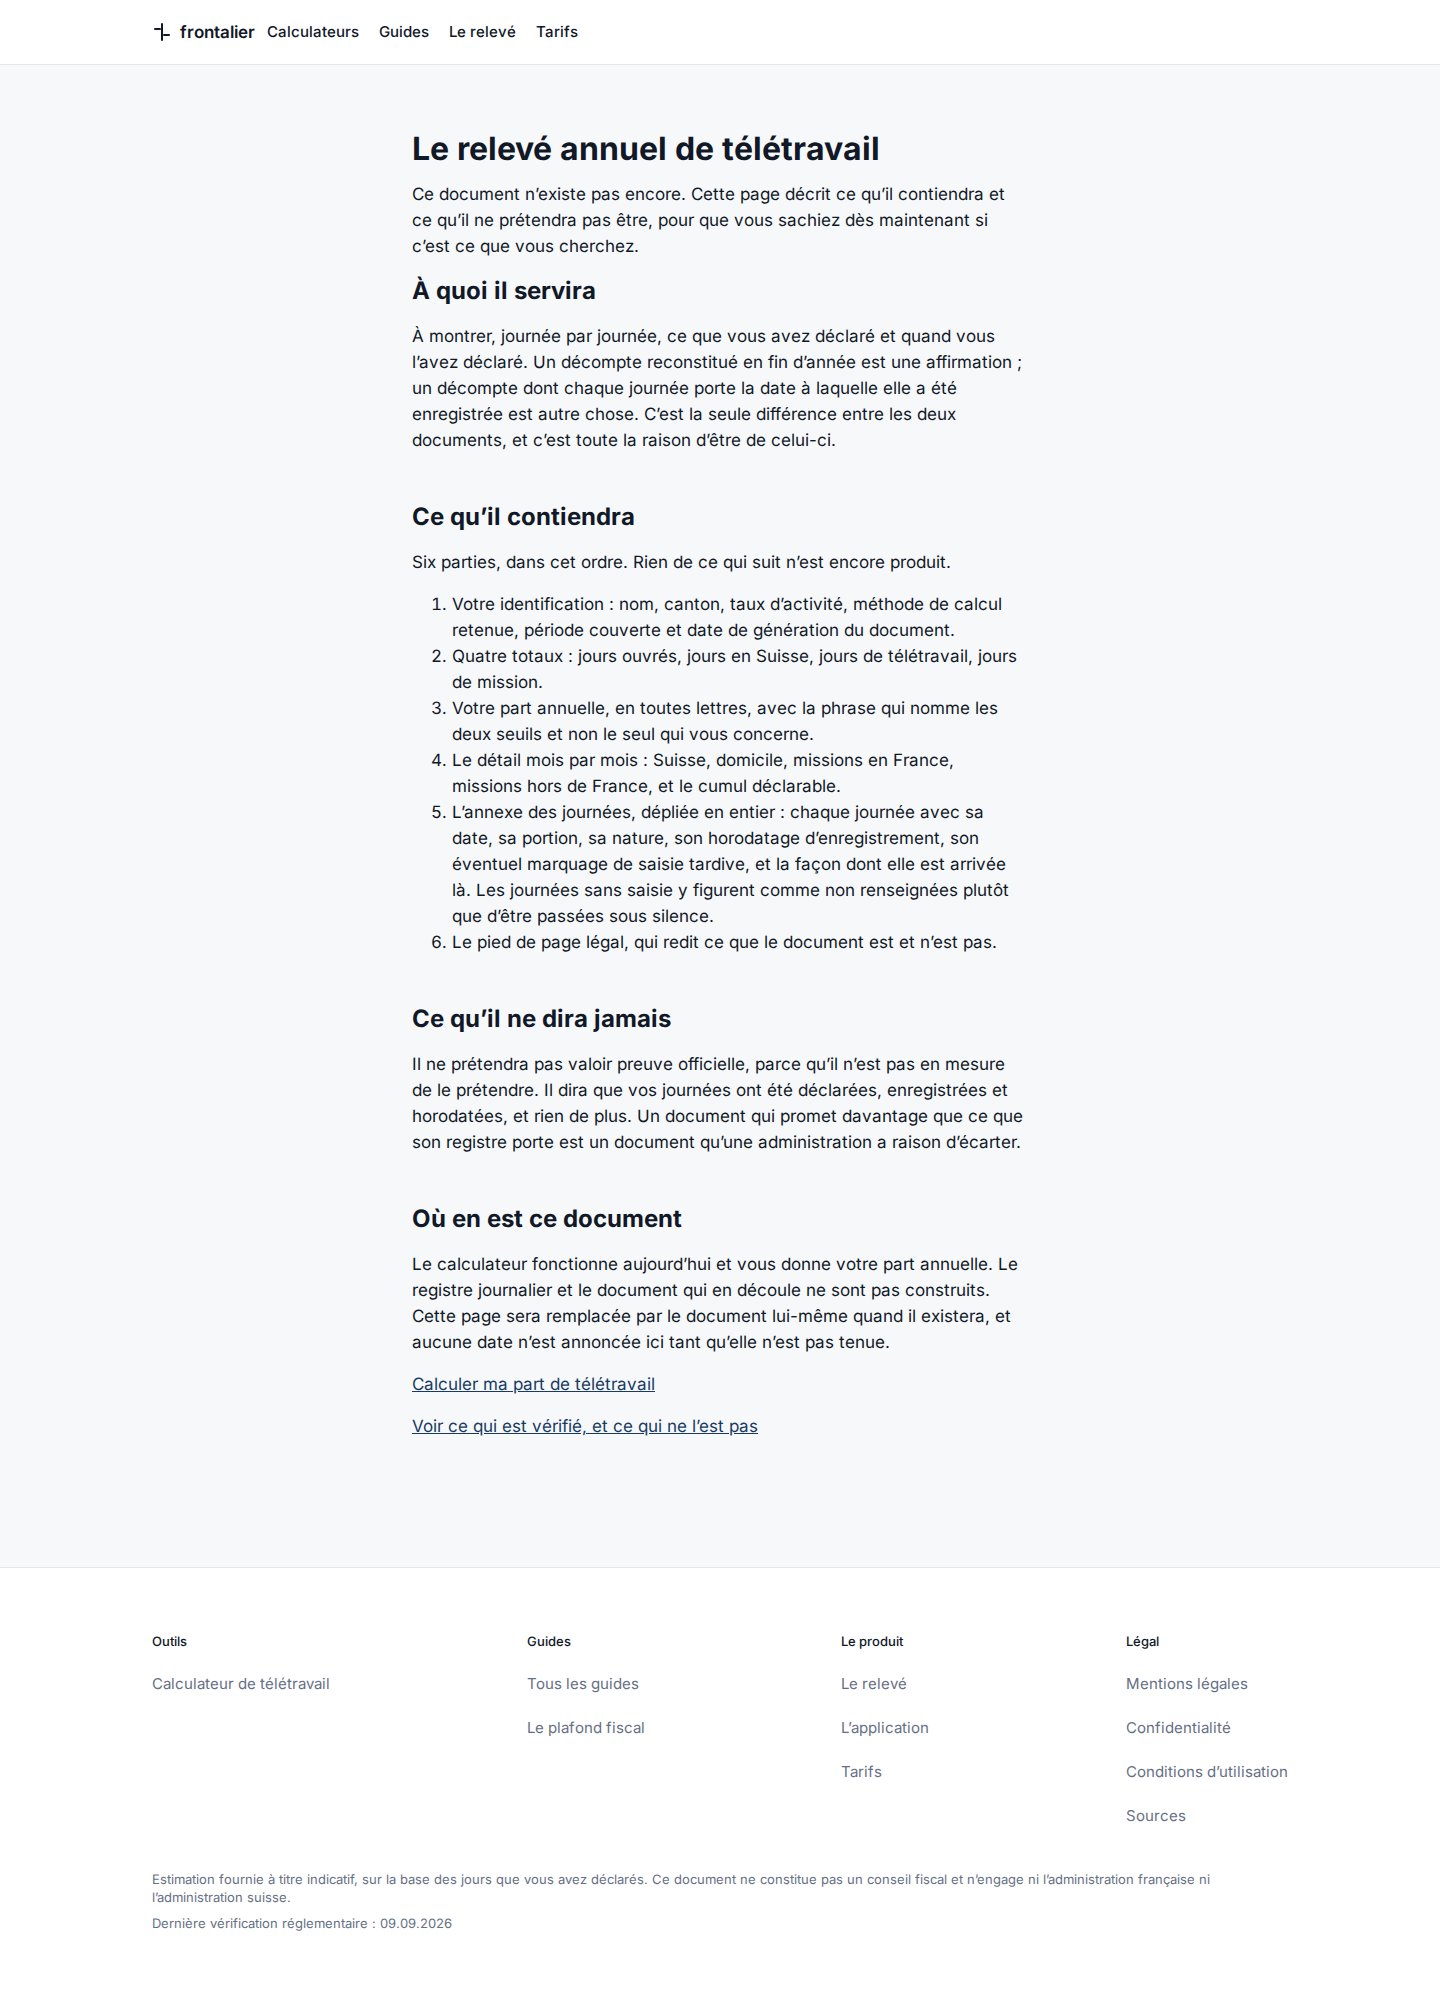 frontalier Calculateurs Guides Le relevé Tarifs
Le relevé annuel de télétravail
Ce document n’existe pas encore. Cette page décrit ce qu’il contiendra et
ce qu’il ne prétendra pas être, pour que vous sachiez dès maintenant si
c’est ce que vous cherchez.
À quoi il servira
À montrer, journée par journée, ce que vous avez déclaré et quand vous
l’avez déclaré. Un décompte reconstitué en fin d’année est une affirmation ;
un décompte dont chaque journée porte la date à laquelle elle a été
enregistrée est autre chose. C’est la seule différence entre les deux
documents, et c’est toute la raison d’être de celui-ci.
Ce qu’il contiendra
Six parties, dans cet ordre. Rien de ce qui suit n’est encore produit.
1. Votre identification : nom, canton, taux d’activité, méthode de calcul
retenue, période couverte et date de génération du document.
2. Quatre totaux : jours ouvrés, jours en Suisse, jours de télétravail, jours
de mission.
3. Votre part annuelle, en toutes lettres, avec la phrase qui nomme les
deux seuils et non le seul qui vous concerne.
4. Le détail mois par mois : Suisse, domicile, missions en France,
missions hors de France, et le cumul déclarable.
5. L’annexe des journées, dépliée en entier : chaque journée avec sa
date, sa portion, sa nature, son horodatage d’enregistrement, son
éventuel marquage de saisie tardive, et la façon dont elle est arrivée
là. Les journées sans saisie y figurent comme non renseignées plutôt
que d’être passées sous silence.
6. Le pied de page légal, qui redit ce que le document est et n’est pas.
Ce qu’il ne dira jamais
Il ne prétendra pas valoir preuve officielle, parce qu’il n’est pas en mesure
de le prétendre. Il dira que vos journées ont été déclarées, enregistrées et
horodatées, et rien de plus. Un document qui promet davantage que ce que
son registre porte est un document qu’une administration a raison d’écarter.
Où en est ce document
Le calculateur fonctionne aujourd’hui et vous donne votre part annuelle. Le
registre journalier et le document qui en découle ne sont pas construits.
Cette page sera remplacée par le document lui-même quand il existera, et
aucune date n’est annoncée ici tant qu’elle n’est pas tenue.
Calculer ma part de télétravail
Voir ce qui est vérifié, et ce qui ne l’est pas
Outils
Calculateur de télétravail
Guides
Tous les guides
Le plafond fiscal
Le produit
Le relevé
L’application
Tarifs
Légal
Mentions légales
Confidentialité
Conditions d’utilisation
Sources
Estimation fournie à titre indicatif, sur la base des jours que vous avez déclarés. Ce document ne constitue pas un conseil fiscal et n’engage ni l’administration française ni
l’administration suisse.
Dernière vérification réglementaire : 09.09.2026